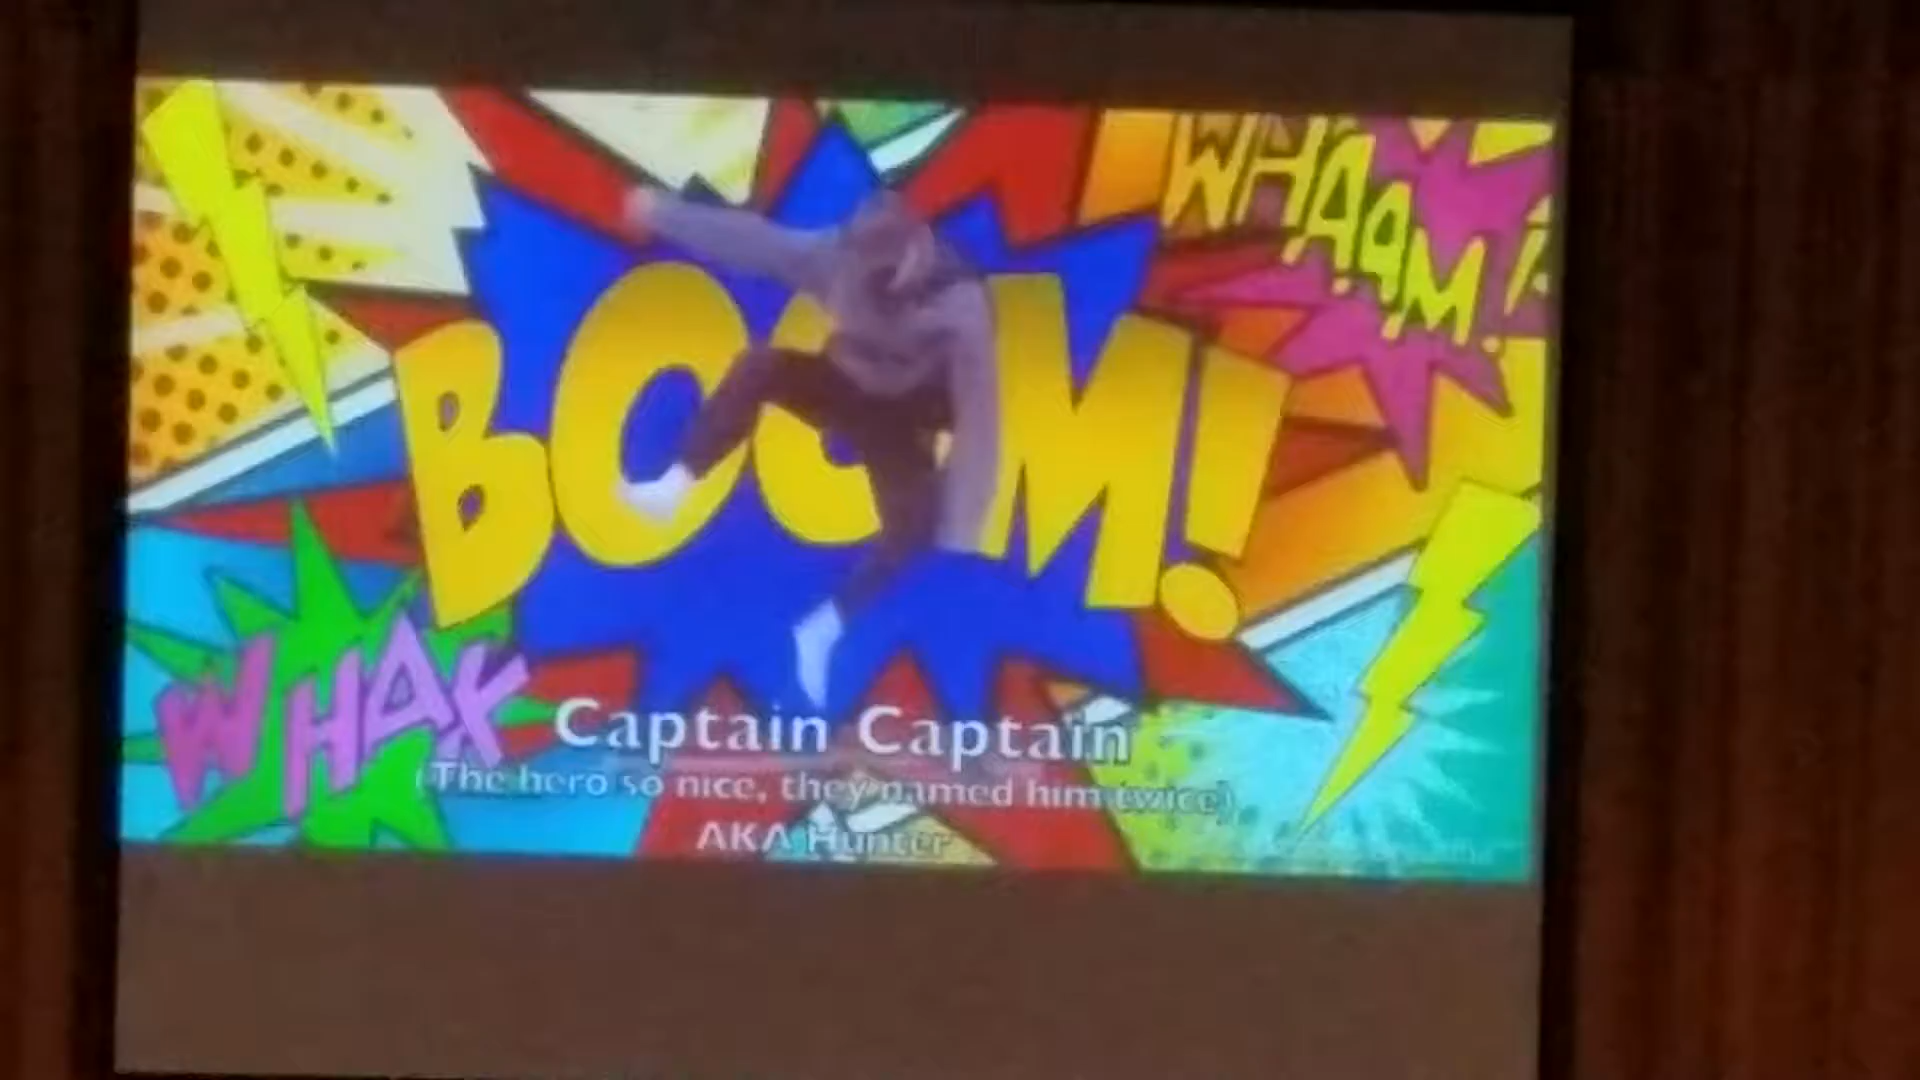 WHAAM!
BOOM!
WHAK
Captain Captain
(The hero so nice, they named him twice)
AKA Hunter